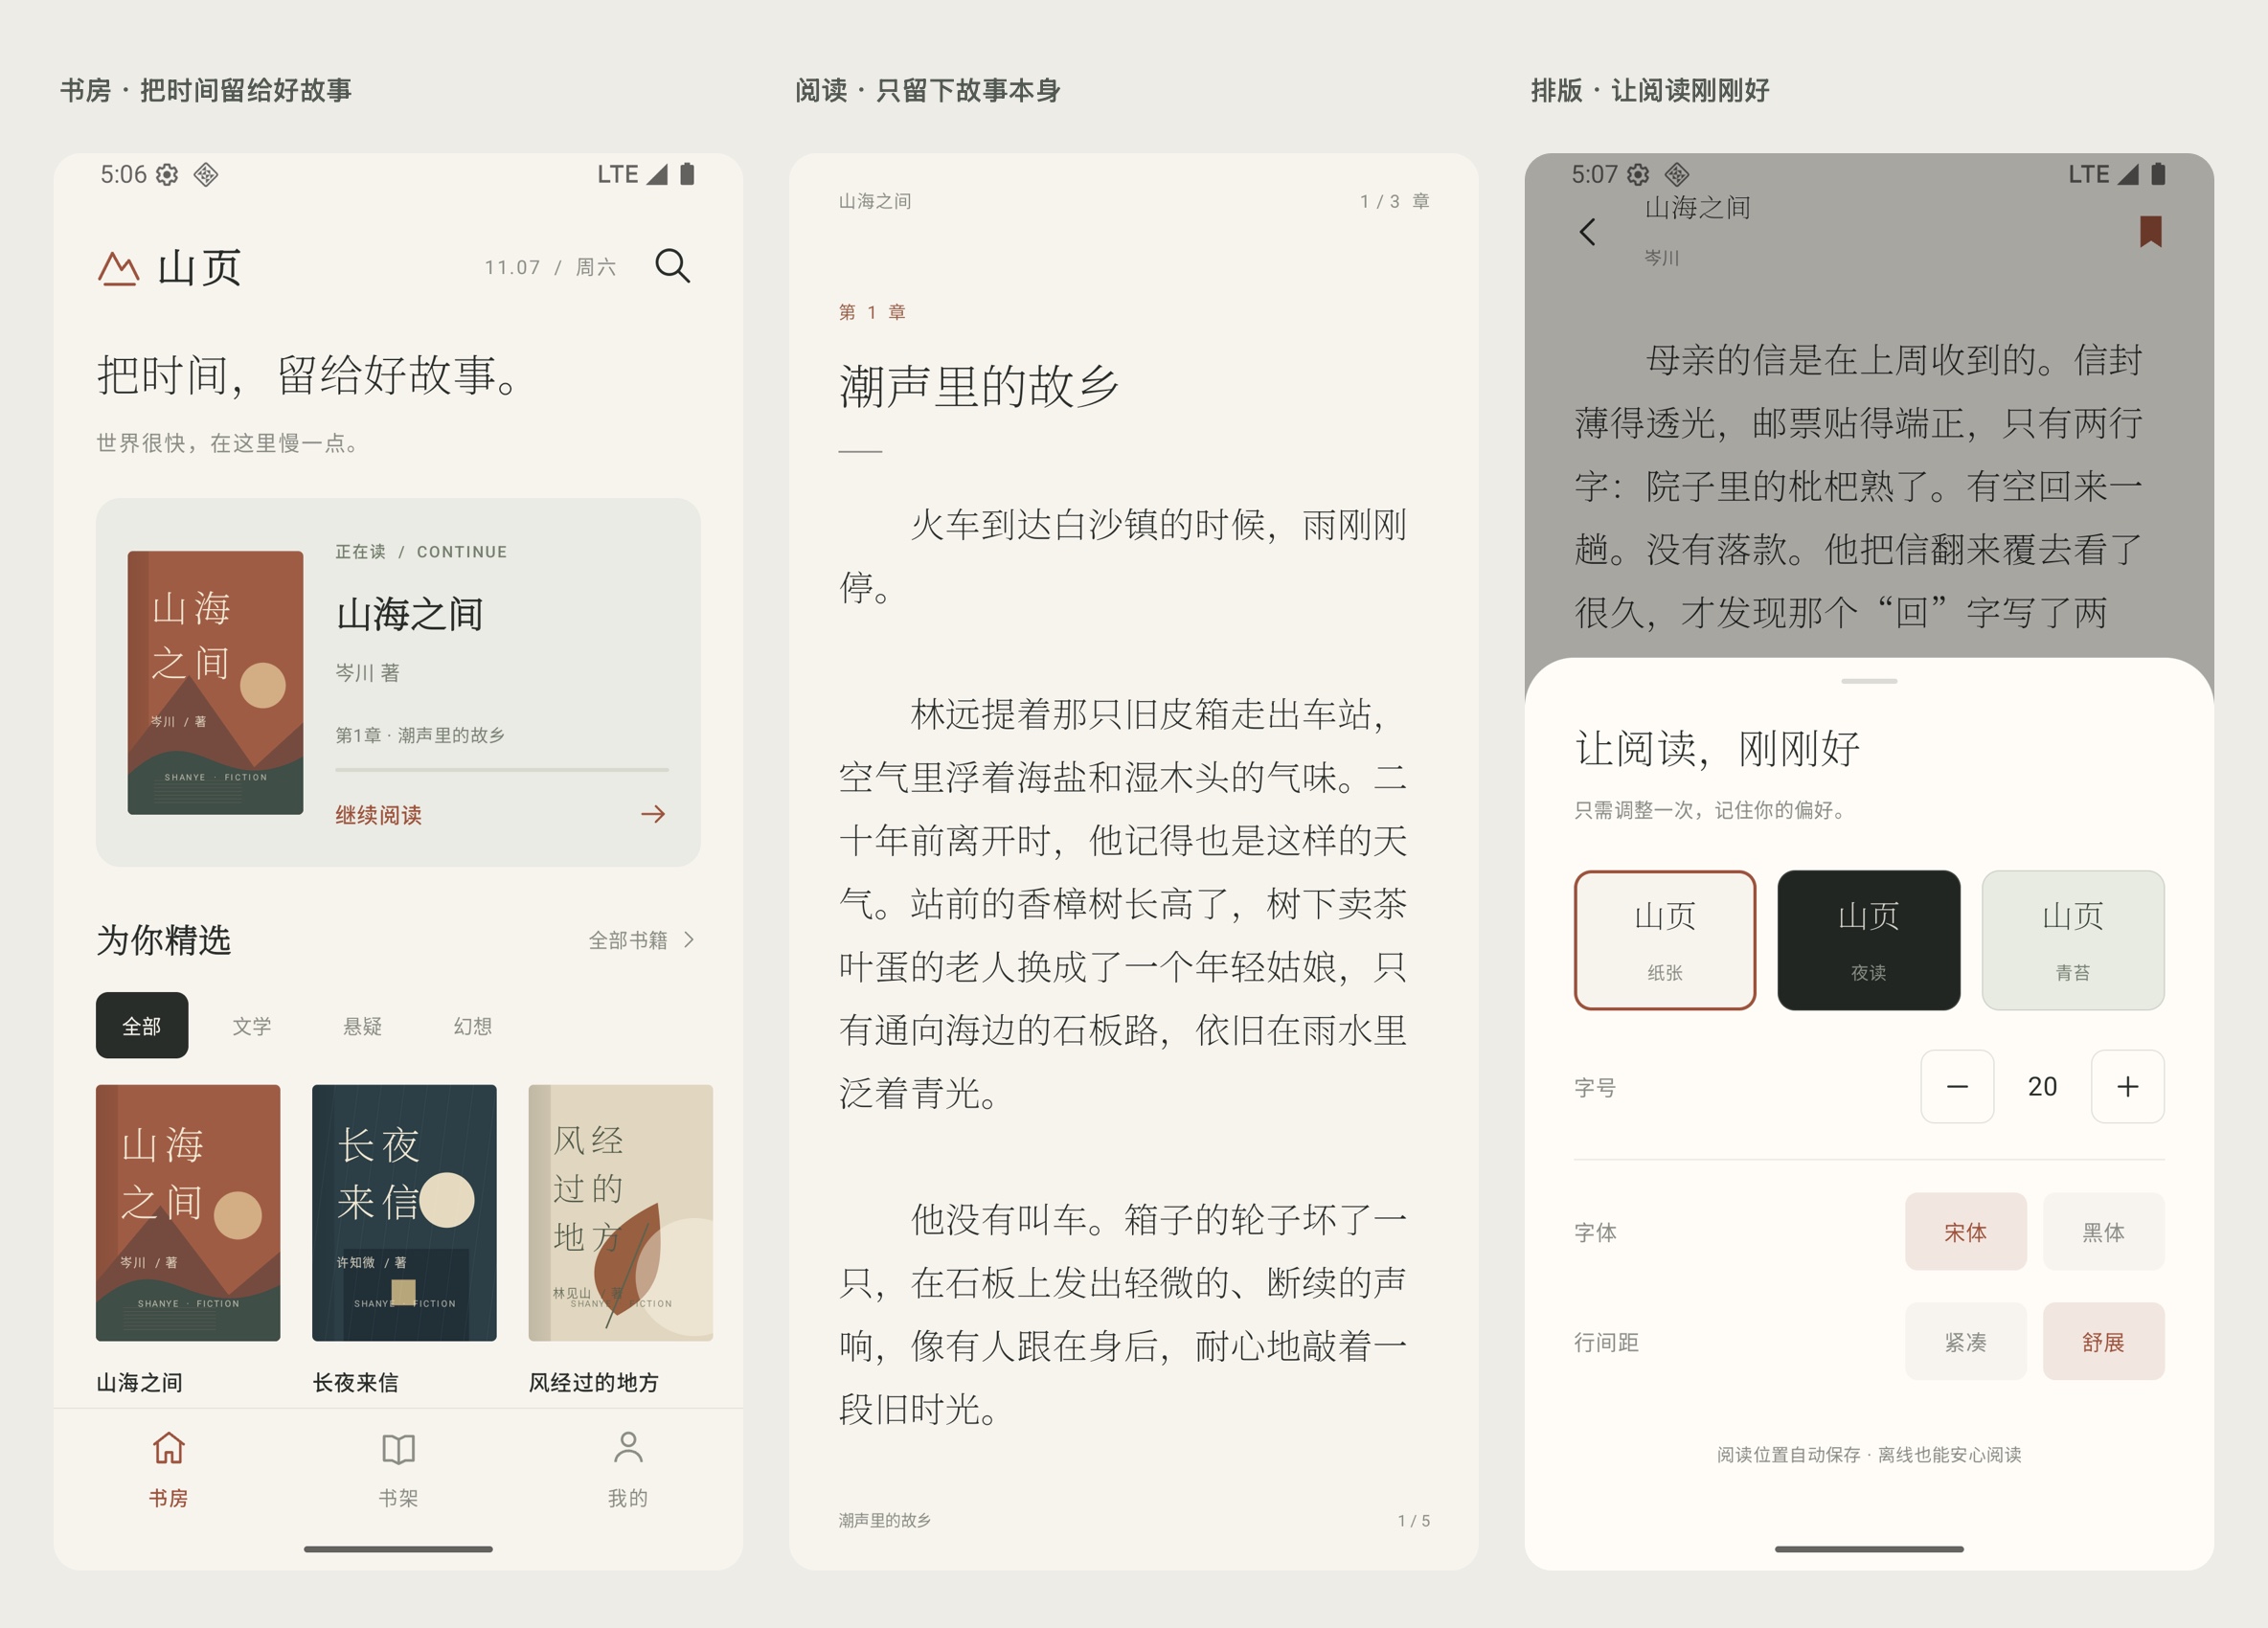 书房 · 把时间留给好故事
5:06
LTE
山页
11.07 / 周六
把时间，留给好故事。
世界很快，在这里慢一点。
山海
之间
岑川 / 著
SHANYE · FICTION
正在读 / CONTINUE
山海之间
岑川 著
第1章 · 潮声里的故乡
继续阅读
为你精选
全部书籍
全部
文学
悬疑
幻想
山海
之间
岑川 / 著
SHANYE · FICTION
长夜
来信
许知微 / 著
SHANYE FICTION
风经
过的
地方
林见山 / 著
山海之间
长夜来信
风经过的地方
书房
书架
我的
阅读 · 只留下故事本身
山海之间
1 / 3 章
第 1 章
潮声里的故乡
火车到达白沙镇的时候，雨刚刚
停。
林远提着那只旧皮箱走出车站，
空气里浮着海盐和湿木头的气味。二
十年前离开时，他记得也是这样的天
气。站前的香樟树长高了，树下卖茶
叶蛋的老人换成了一个年轻姑娘，只
有通向海边的石板路，依旧在雨水里
泛着青光。
他没有叫车。箱子的轮子坏了一
只，在石板上发出轻微的、断续的声
响，像有人跟在身后，耐心地敲着一
段旧时光。
潮声里的故乡
1 / 5
排版 · 让阅读刚刚好
5:07
LTE
山海之间
岑川
母亲的信是在上周收到的。信封
薄得透光，邮票贴得端正，只有两行
字：院子里的枇杷熟了。有空回来一
趟。没有落款。他把信翻来覆去看了
很久，才发现那个“回”字写了两
让阅读，刚刚好
只需调整一次，记住你的偏好。
山页
纸张
山页
夜读
山页
青苔
字号
20
字体
宋体
黑体
行间距
紧凑
舒展
阅读位置自动保存 · 离线也能安心阅读